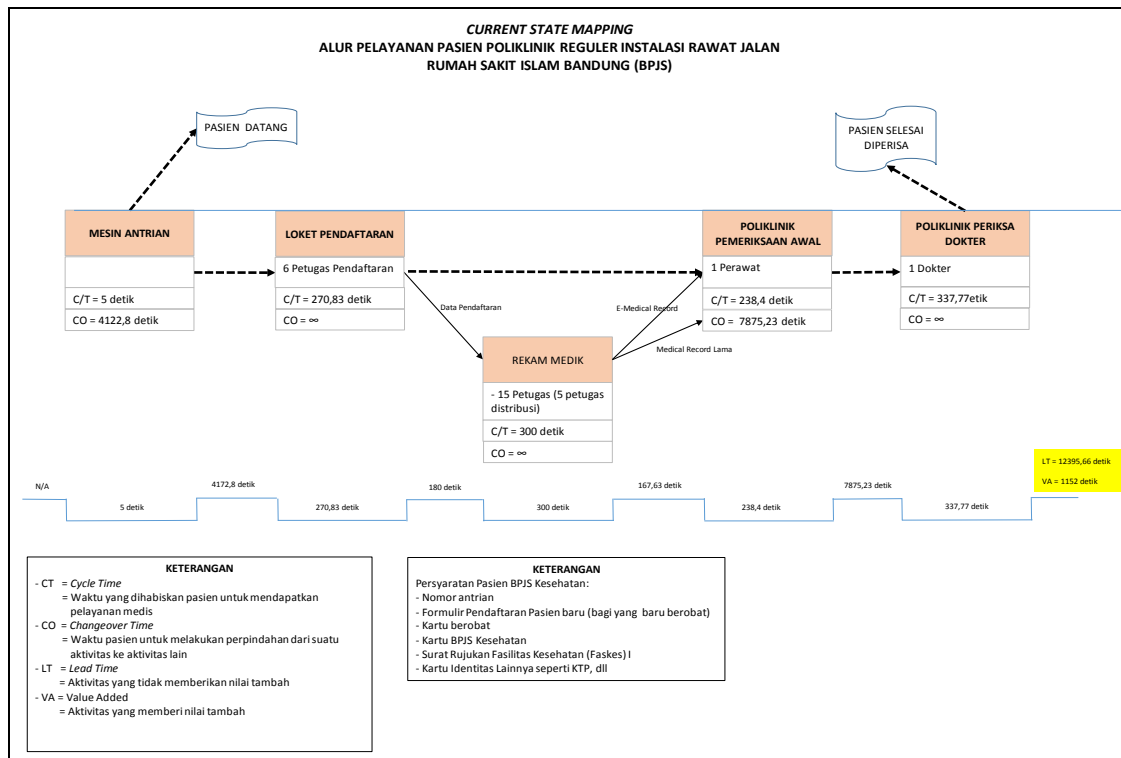 CURRENT STATE MAPPING
ALUR PELAYANAN PASIEN POLIKLINIK REGULER INSTALASI RAWAT JALAN
RUMAH SAKIT ISLAM BANDUNG (BPJS)
PASIEN DATANG
PASIEN SELESAI
DIPERISA
MESIN ANTRIAN
C/T = 5 detik
CO = 4122,8 detik
LOKET PENDAFTARAN
6 Petugas Pendaftaran
C/T = 270,83 detik
CO = ∞
Data Pendaftaran
REKAM MEDIK
- 15 Petugas (5 petugas
distribusi)
C/T = 300 detik
CO = ∞
E-Medical Record
Medical Record Lama
POLIKLINIK
PEMERIKSAAN AWAL
1 Perawat
C/T = 238,4 detik
CO = 7875,23 detik
POLIKLINIK PERIKSA
DOKTER
1 Dokter
C/T = 337,77etik
CO = ∞
LT = 12395,66 detik
VA = 1152 detik
N/A
5 detik
4172,8 detik
270,83 detik
180 detik
300 detik
167,63 detik
238,4 detik
7875,23 detik
337,77 detik
KETERANGAN
- CT = Cycle Time
= Waktu yang dihabiskan pasien untuk mendapatkan
pelayanan medis
- CO = Changeover Time
= Waktu pasien untuk melakukan perpindahan dari suatu
aktivitas ke aktivitas lain
- LT = Lead Time
= Aktivitas yang tidak memberikan nilai tambah
- VA = Value Added
= Aktivitas yang memberi nilai tambah
KETERANGAN
Persyaratan Pasien BPJS Kesehatan:
- Nomor antrian
- Formulir Pendaftaran Pasien baru (bagi yang baru berobat)
- Kartu berobat
- Kartu BPJS Kesehatan
- Surat Rujukan Fasilitas Kesehatan (Faskes) I
- Kartu Identitas Lainnya seperti KTP, dll